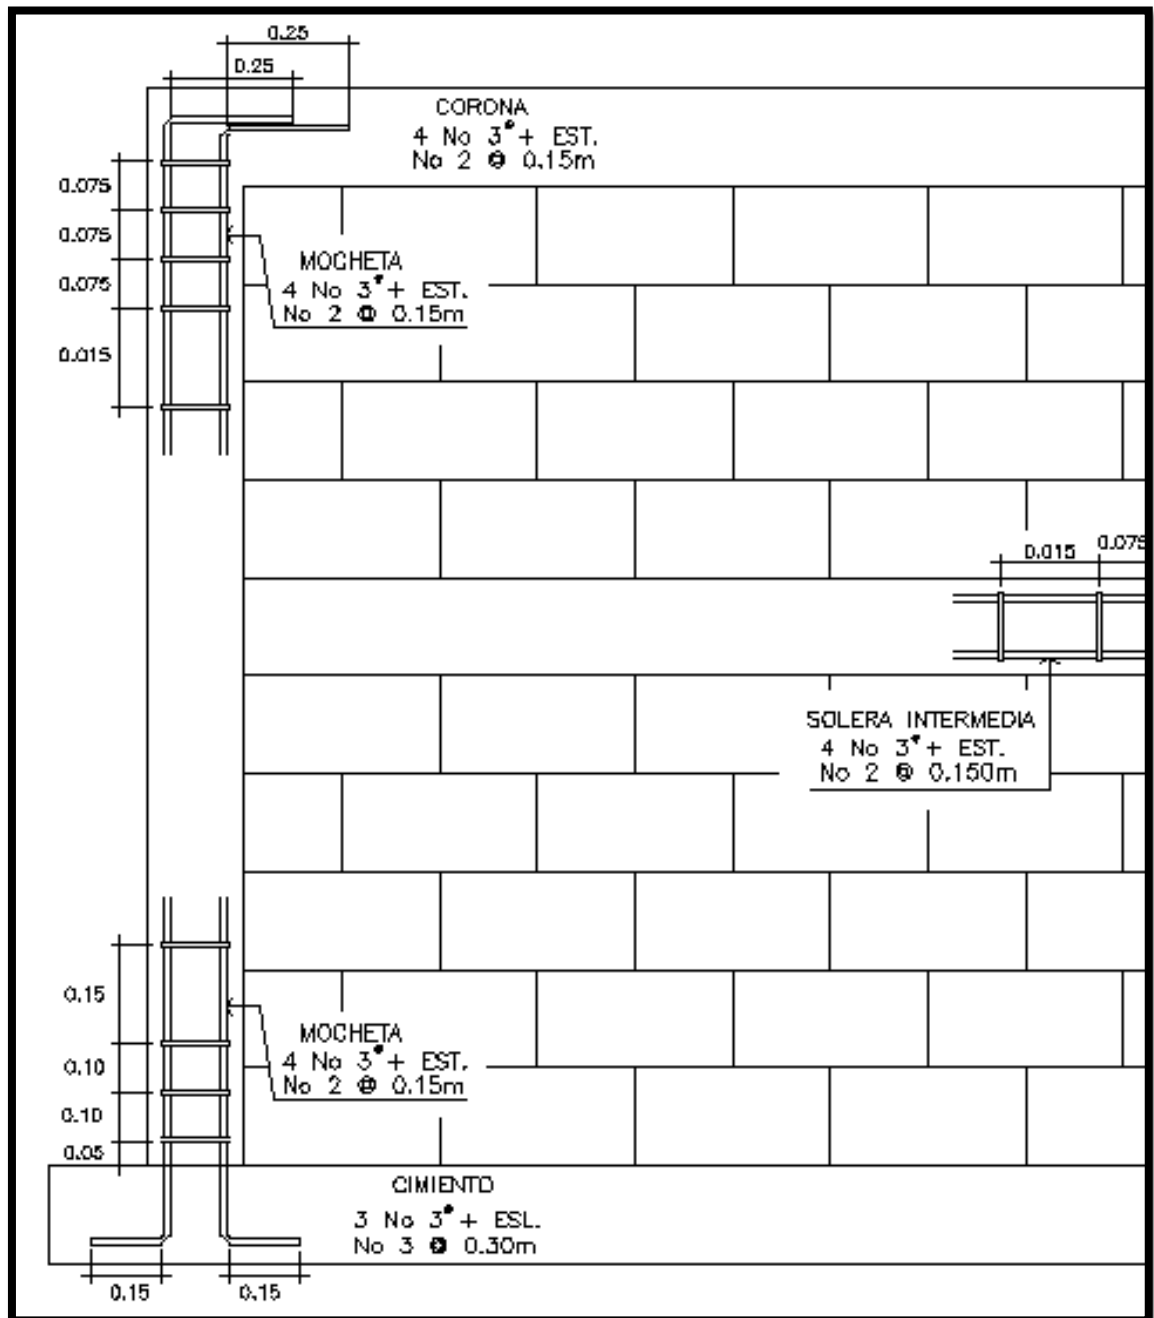 0.25
0.25
CORONA
4 No 3"+ EST.
No 2 @ 0.15m
0.075
0.075
0.075
0.015
MOCHETA
4 No 3"+ EST.
No 2 @ 0.15m
0.015
0.075
SOLERA INTERMEDIA
4 No 3"+ EST.
No 2 @ 0.150m
0.15
0.10
0.10
0.05
MOCHETA
4 No 3"+ EST.
No 2 @ 0.15m
CIMIENTO
3 No 3"+ ESL.
No 3 @ 0.30m
0.15
0.15